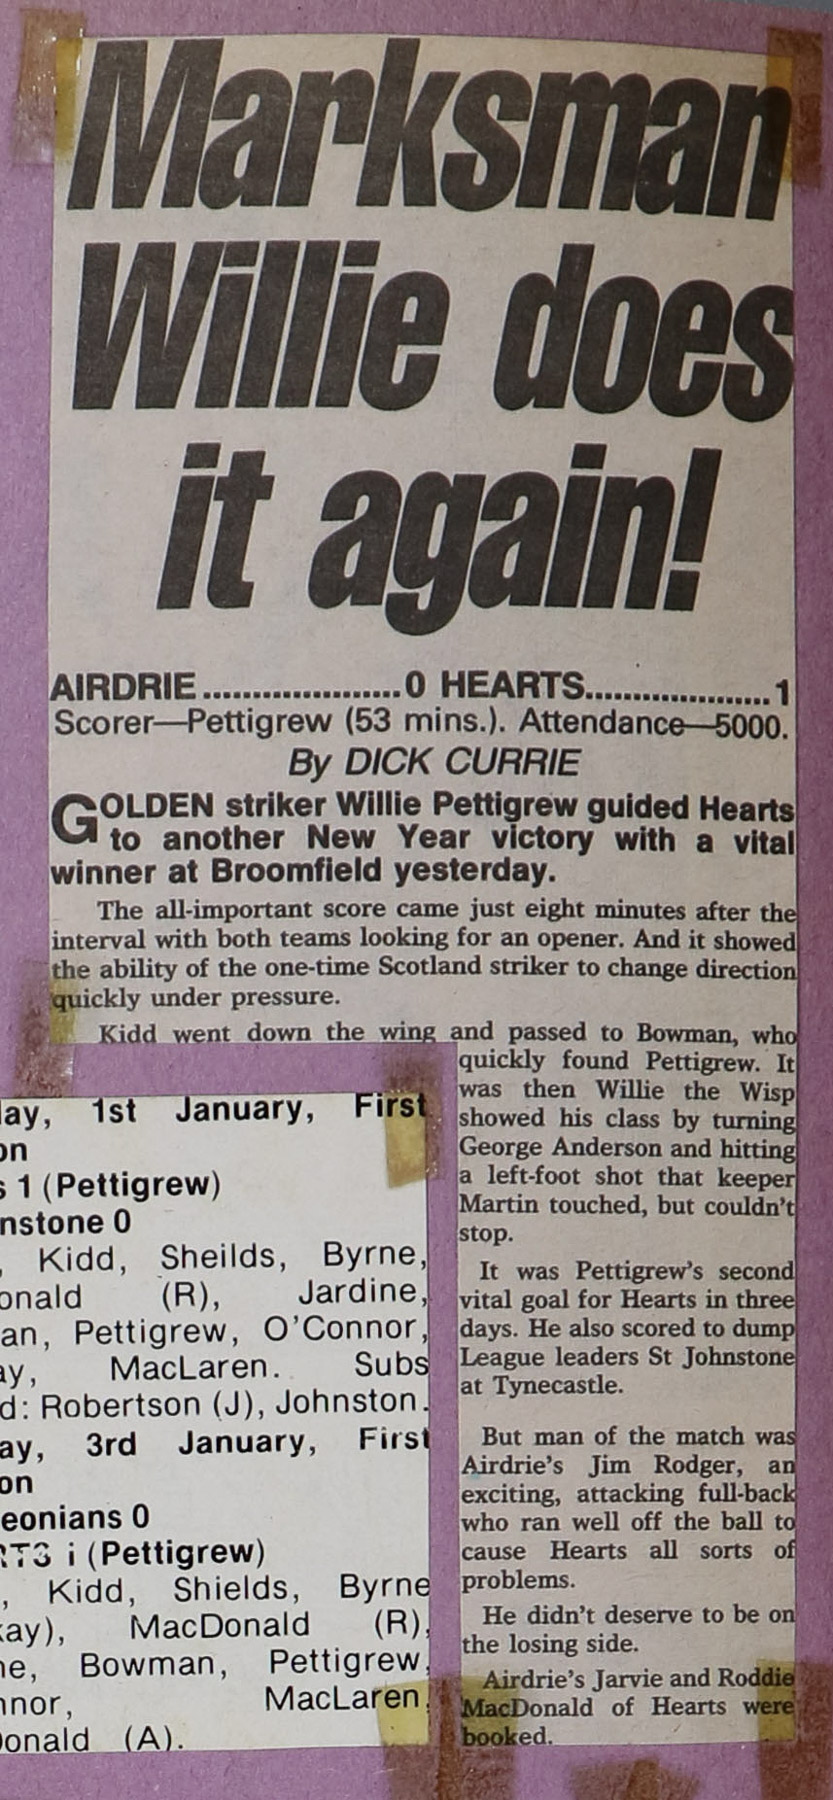 Marksman
Willie does
it again!
AIRDRIE....................0 HEARTS....................1
Scorer—Pettigrew (53 mins.). Attendance—5000.
By DICK CURRIE
GOLDEN striker Willie Pettigrew guided Hearts
to another New Year victory with a vital
winner at Broomfield yesterday.
The all-important score came just eight minutes after the
interval with both teams looking for an opener. And it showed
the ability of the one-time Scotland striker to change direction
quickly under pressure.
Kidd went down the wing and passed to Bowman, who
quickly found Pettigrew. It
was then Willie the Wisp
showed his class by turning
George Anderson and hitting
a left-foot shot that keeper
Martin touched, but couldn't
stop.
It was Pettigrew's second
vital goal for Hearts in three
days. He also scored to dump
League leaders St Johnstone
at Tynecastle.
But man of the match was
Airdrie's Jim Rodger, an
exciting, attacking full-back
who ran well off the ball to
cause Hearts all sorts of
problems.
He didn't deserve to be on
the losing side.
Airdrie's Jarvie and Roddie
MacDonald of Hearts were
booked.
lay, 1st January, First
on
s 1 (Pettigrew)
nstone 0
, Kidd, Sheilds, Byrne,
onald (R), Jardine,
an, Pettigrew, O'Connor,
ay, MacLaren. Subs
d: Robertson (J), Johnston.
ay, 3rd January, First
on
eonians 0
RTS i (Pettigrew)
, Kidd, Shields, Byrne
kay), MacDonald (R),
ne, Bowman, Pettigrew,
nnor, MacLaren,
onald (A).